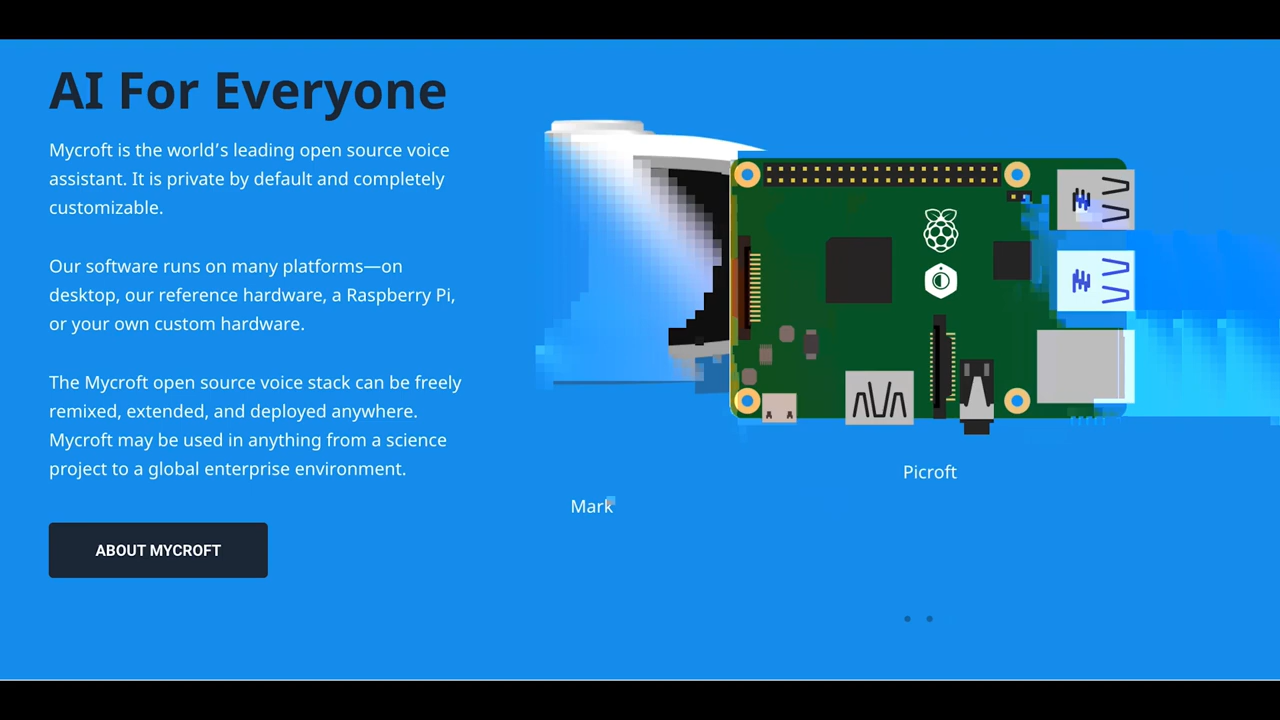 AI For Everyone
Mycroft is the world’s leading open source voice
assistant. It is private by default and completely
customizable.
Our software runs on many platforms—on
desktop, our reference hardware, a Raspberry Pi,
or your own custom hardware.
The Mycroft open source voice stack can be freely
remixed, extended, and deployed anywhere.
Mycroft may be used in anything from a science
project to a global enterprise environment.
ABOUT MYCROFT
Picroft
Mark